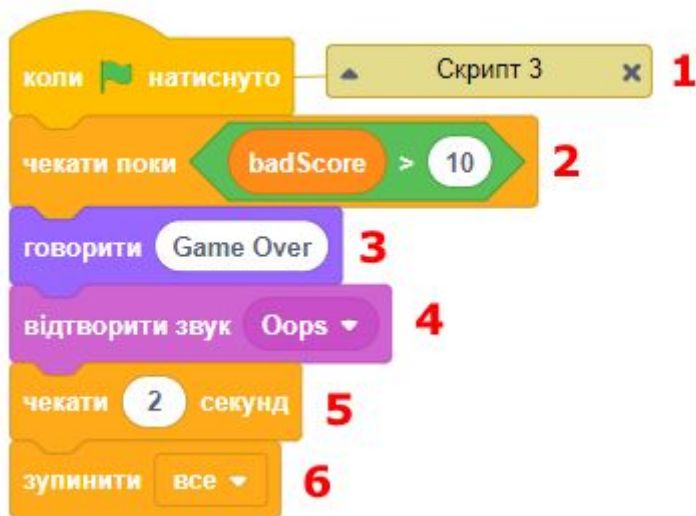 коли натиснуто Скрипт 3 1
чекати поки badScore > 10 2
говорити Game Over 3
відтворити звук Oops 4
чекати 2 секунд 5
зупинити все 6